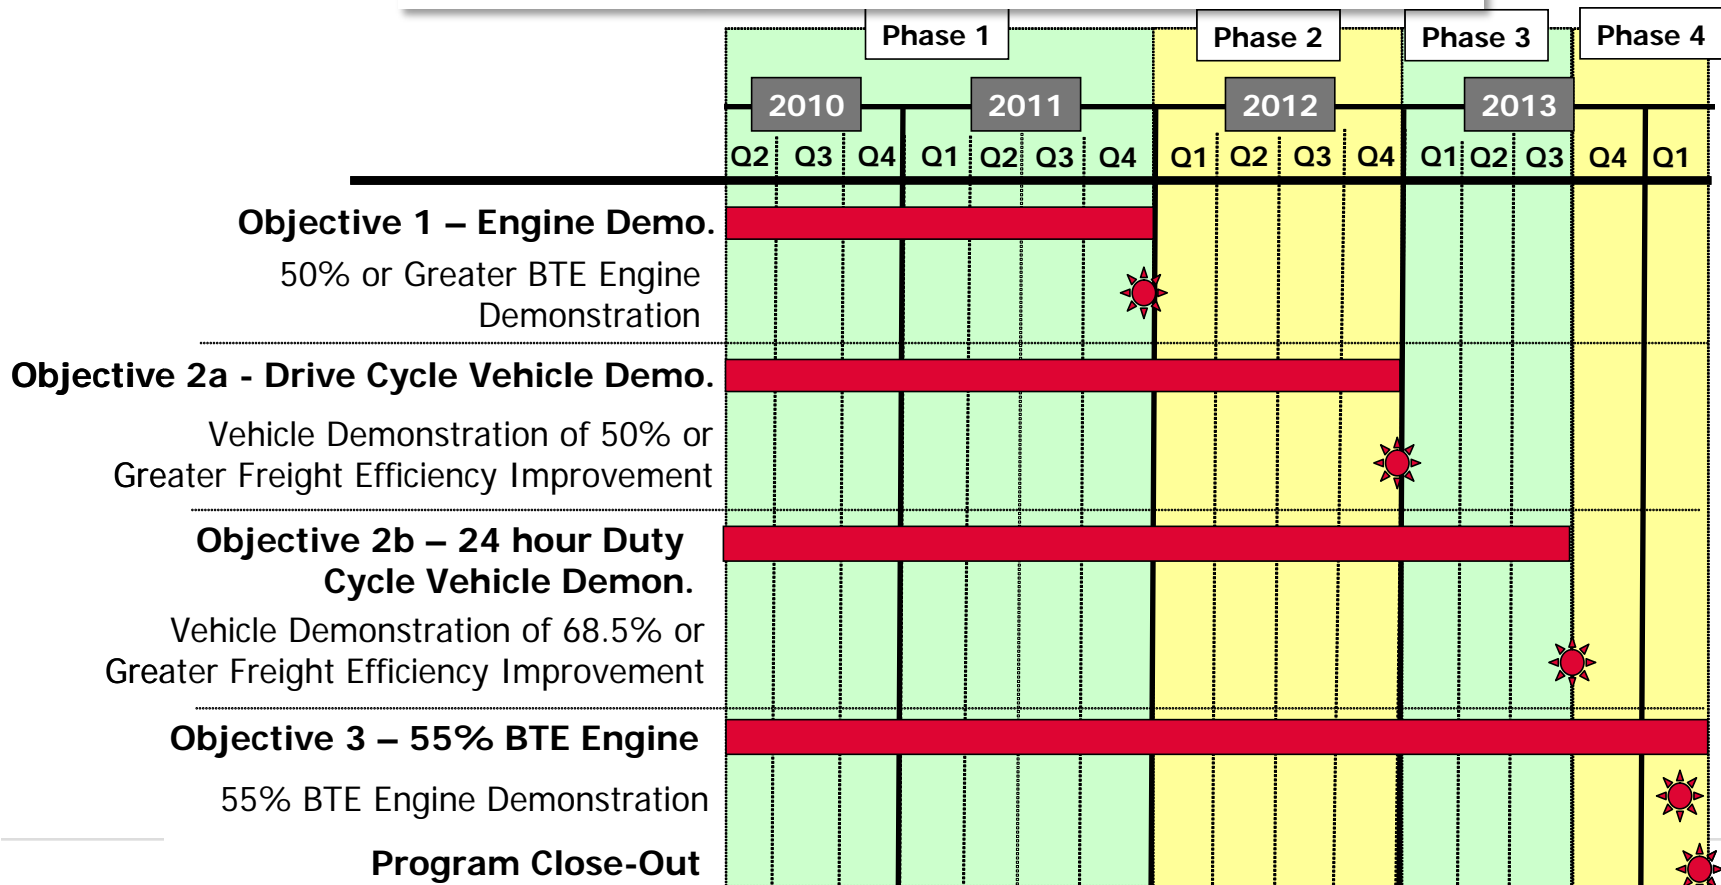 Phase 1 Phase 2 Phase 3 Phase 4
2010 2011 2012 2013
Q2 Q3 Q4 Q1 Q2 Q3 Q4 Q1 Q2 Q3 Q4 Q1 Q2 Q3 Q4 Q1
Objective 1 – Engine Demo.
50% or Greater BTE Engine
Demonstration
Objective 2a - Drive Cycle Vehicle Demo.
Vehicle Demonstration of 50% or
Greater Freight Efficiency Improvement
Objective 2b – 24 hour Duty
Cycle Vehicle Demon.
Vehicle Demonstration of 68.5% or
Greater Freight Efficiency Improvement
Objective 3 – 55% BTE Engine
55% BTE Engine Demonstration
Program Close-Out